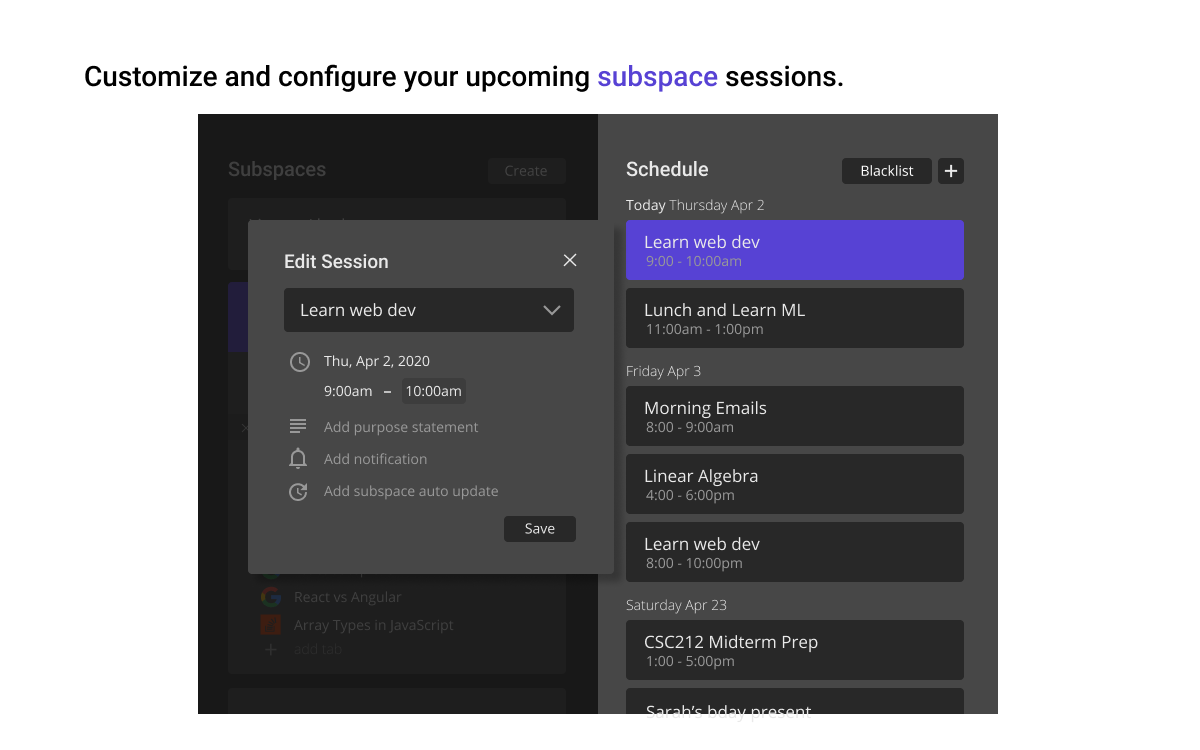 Customize and configure your upcoming subspace sessions.
Subspaces
Create
Edit Session
Learn web dev
Thu, Apr 2, 2020
9:00am – 10:00am
Add purpose statement
Add notification
Add subspace auto update
Save
React vs Angular
Array Types in JavaScript
add tab
Schedule
Blacklist
Today Thursday Apr 2
Learn web dev
9:00 - 10:00am
Lunch and Learn ML
11:00am - 1:00pm
Friday Apr 3
Morning Emails
8:00 - 9:00am
Linear Algebra
4:00 - 6:00pm
Learn web dev
8:00 - 10:00pm
Saturday Apr 23
CSC212 Midterm Prep
1:00 - 5:00pm
Sarah's bday present